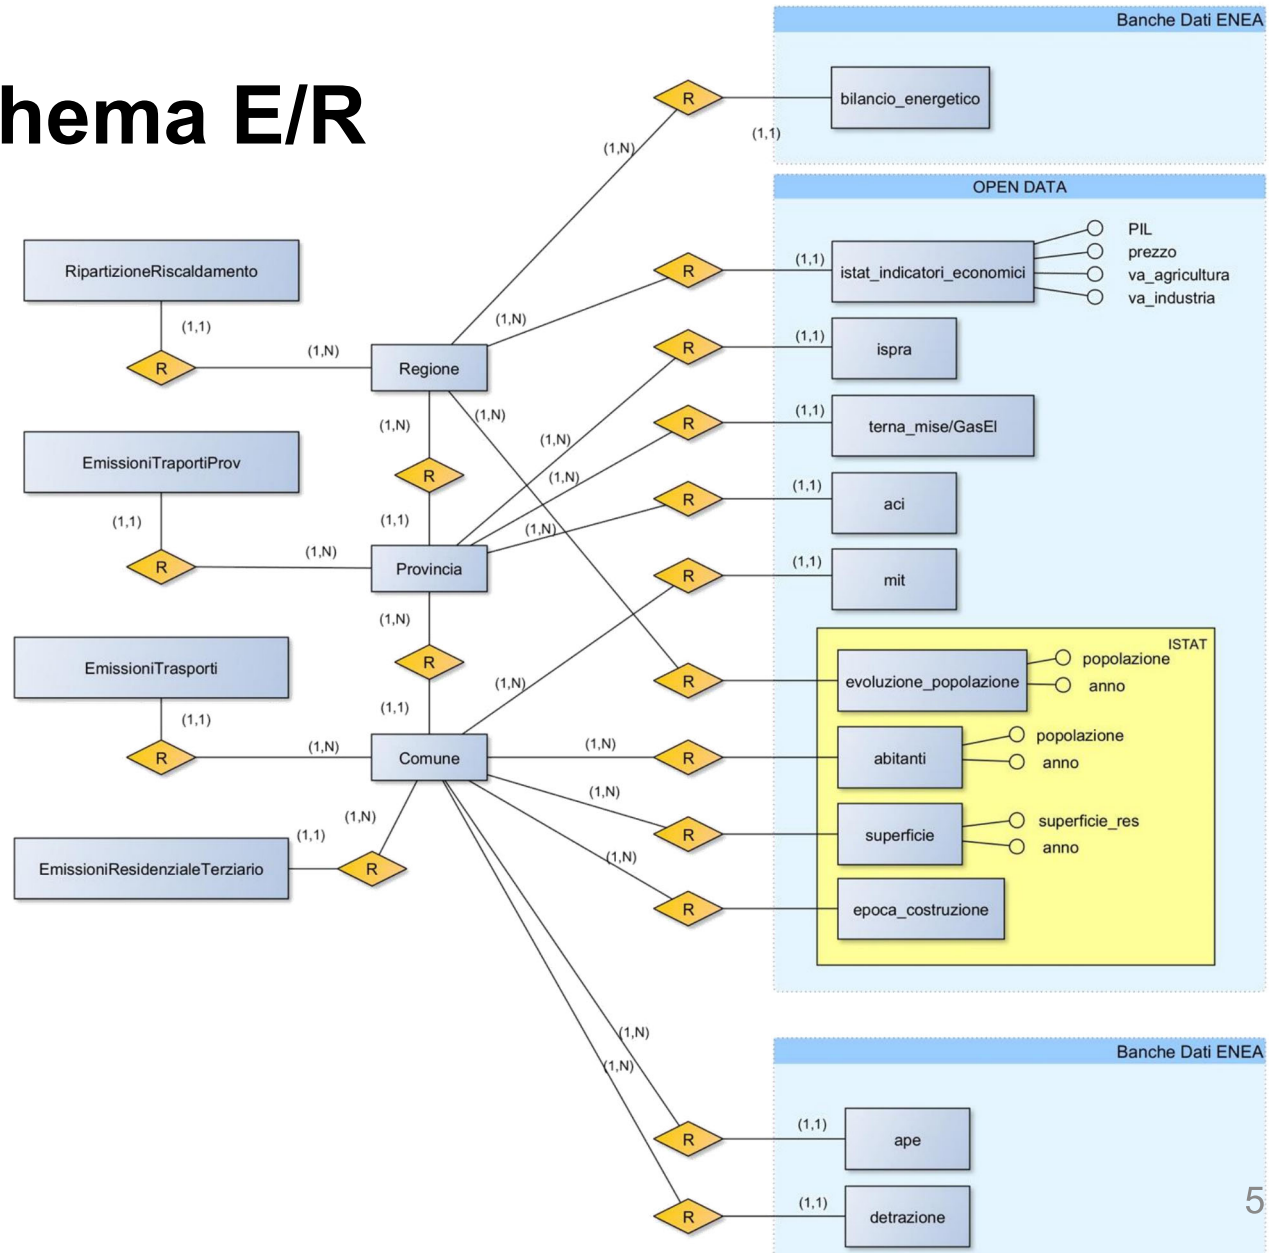 Banche Dati ENEA
hema E/R
R
bilancio_energetico
(1,1)
(1,N)
OPEN DATA
PIL
prezzo
va_agricultura
va_industria
RipartizioneRiscaldamento
R
(1,1)
istat_indicatori_economici
(1,N)
(1,1)
(1,1)
R
ispra
(1,N)
R
Regione
(1,N)
(1,N)
(1,1)
R
terna_mise/GasEl
(1,N)
EmissioniTraportiProv
R
(1,N)
R
(1,1)
aci
(1,1)
(1,1)
(1,N)
(1,N)
R
Provincia
(1,1)
R
mit
(1,N)
R
ISTAT
EmissioniTrasporti
popolazione
anno
(1,N)
R
evoluzione_popolazione
(1,1)
(1,1)
popolazione
anno
(1,N)
R
Comune
(1,N)
R
abitanti
(1,N)
superficie_res
anno
R
superficie
(1,N)
(1,1)
(1,N)
EmissioniResidenzialeTerziario
R
R
epoca_costruzione
(1,N)
(1,N)
Banche Dati ENEA
(1,1)
R
ape
(1,1)
R
detrazione
5